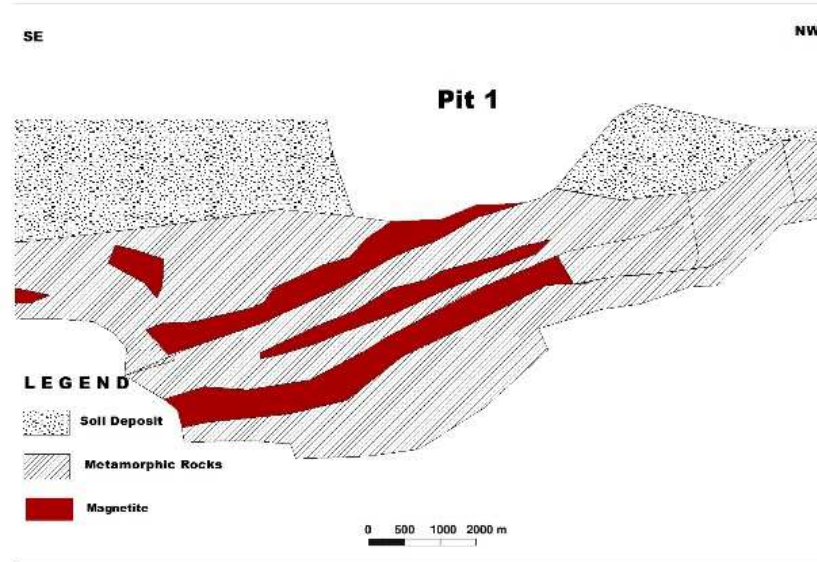 SE
NW
Pit 1
LEGEND
Soil Deposit
Metamorphic Rocks
Magnetite
0 500 1000 2000 m